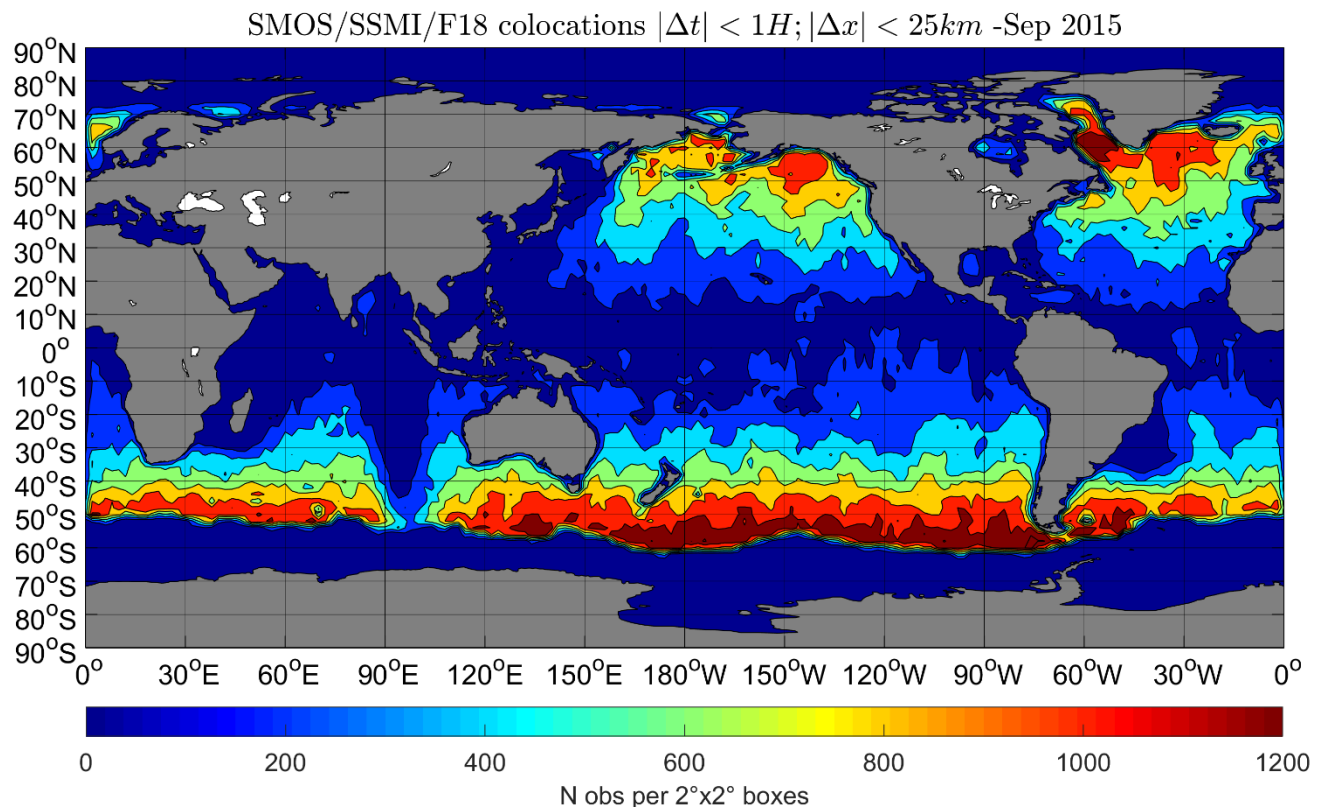 SMOS/SSMI/F18 colocations |Δt| < 1H; |Δx| < 25km -Sep 2015
90°N
80°N
70°N
60°N
50°N
40°N
30°N
20°N
10°N
0°
10°S
20°S
30°S
40°S
50°S
60°S
70°S
80°S
90°S
0° 30°E 60°E 90°E 120°E 150°E 180°W 150°W 120°W 90°W 60°W 30°W 0°
0 200 400 600 800 1000 1200
N obs per 2°x2° boxes